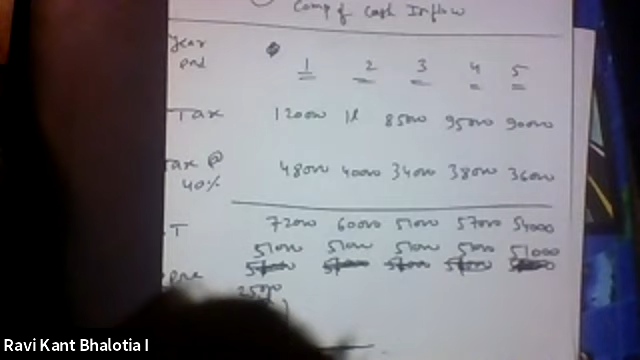 Comp of Cash Inflow
Year
end
1 2 3 4 5
Tax 120000 1l 85000 95000 90000
Tax @
40% 48000 40000 34000 38000 36000
T 72000 60000 51000 57000 54000
51000 51000 51000 51000 51000
Ravi Kant Bhalotia I